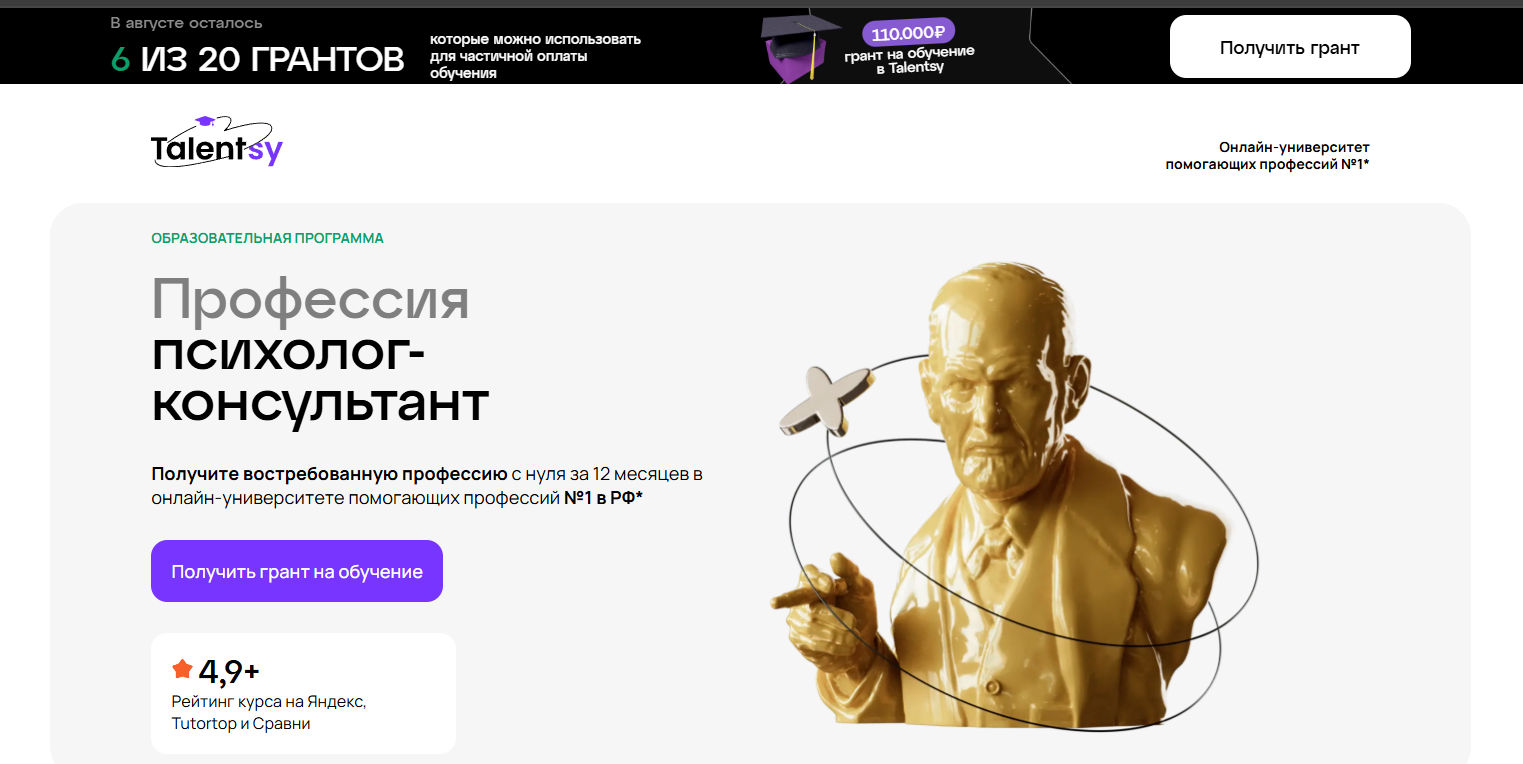 В августе осталось
6 ИЗ 20 ГРАНТОВ
которые можно использовать
для частичной оплаты
обучения
110.000₽
грант на обучение
в Talentsy
Получить грант
Talentsy
Онлайн-университет
помогающих профессий №1*
ОБРАЗОВАТЕЛЬНАЯ ПРОГРАММА
Профессия
психолог-
консультант
Получите востребованную профессию с нуля за 12 месяцев в
онлайн-университете помогающих профессий №1 в РФ*
Получить грант на обучение
4,9+
Рейтинг курса на Яндекс,
Tutortop и Сравни